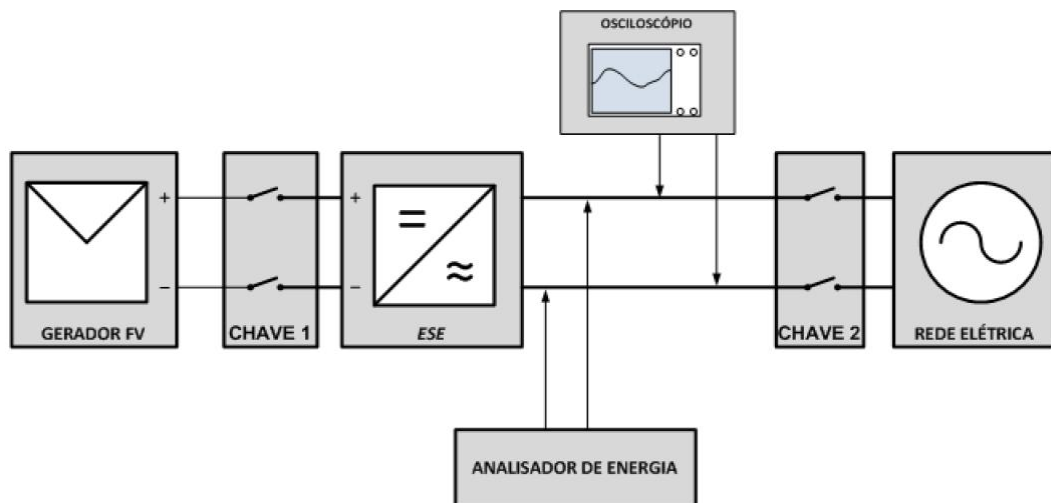 OSCILOSCÓPIO
+
−
GERADOR FV
CHAVE 1
+
−
=
≈
ESE
CHAVE 2
REDE ELÉTRICA
ANALISADOR DE ENERGIA